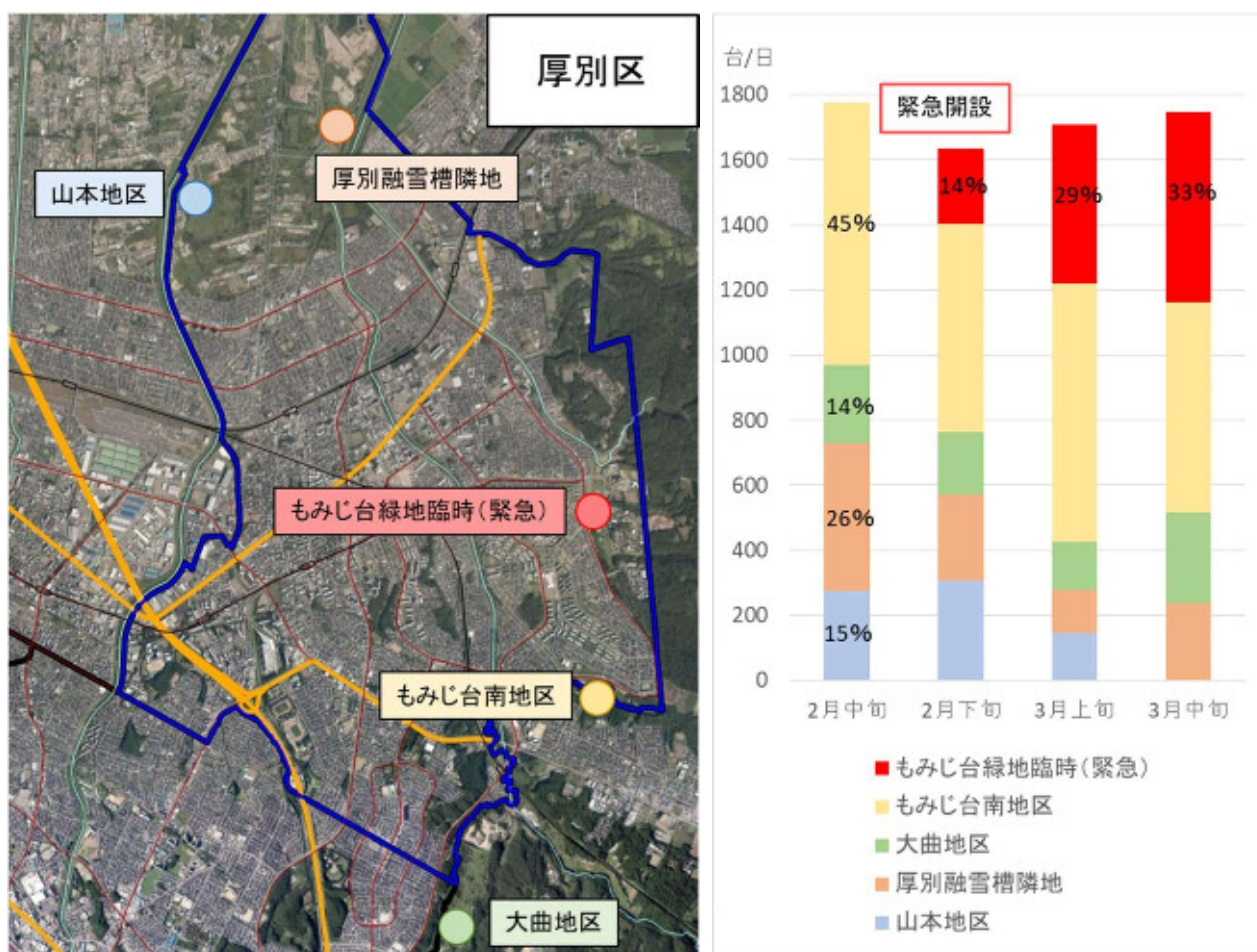 厚別区
厚別融雪槽隣地
山本地区
もみじ台緑地臨時(緊急)
もみじ台南地区
大曲地区
台/日
緊急開設
1800
1600
1400
1200
1000
800
600
400
200
0
45%
14%
26%
15%
14%
29%
33%
2月中旬 2月下旬 3月上旬 3月中旬
もみじ台緑地臨時(緊急)
もみじ台南地区
大曲地区
厚別融雪槽隣地
山本地区